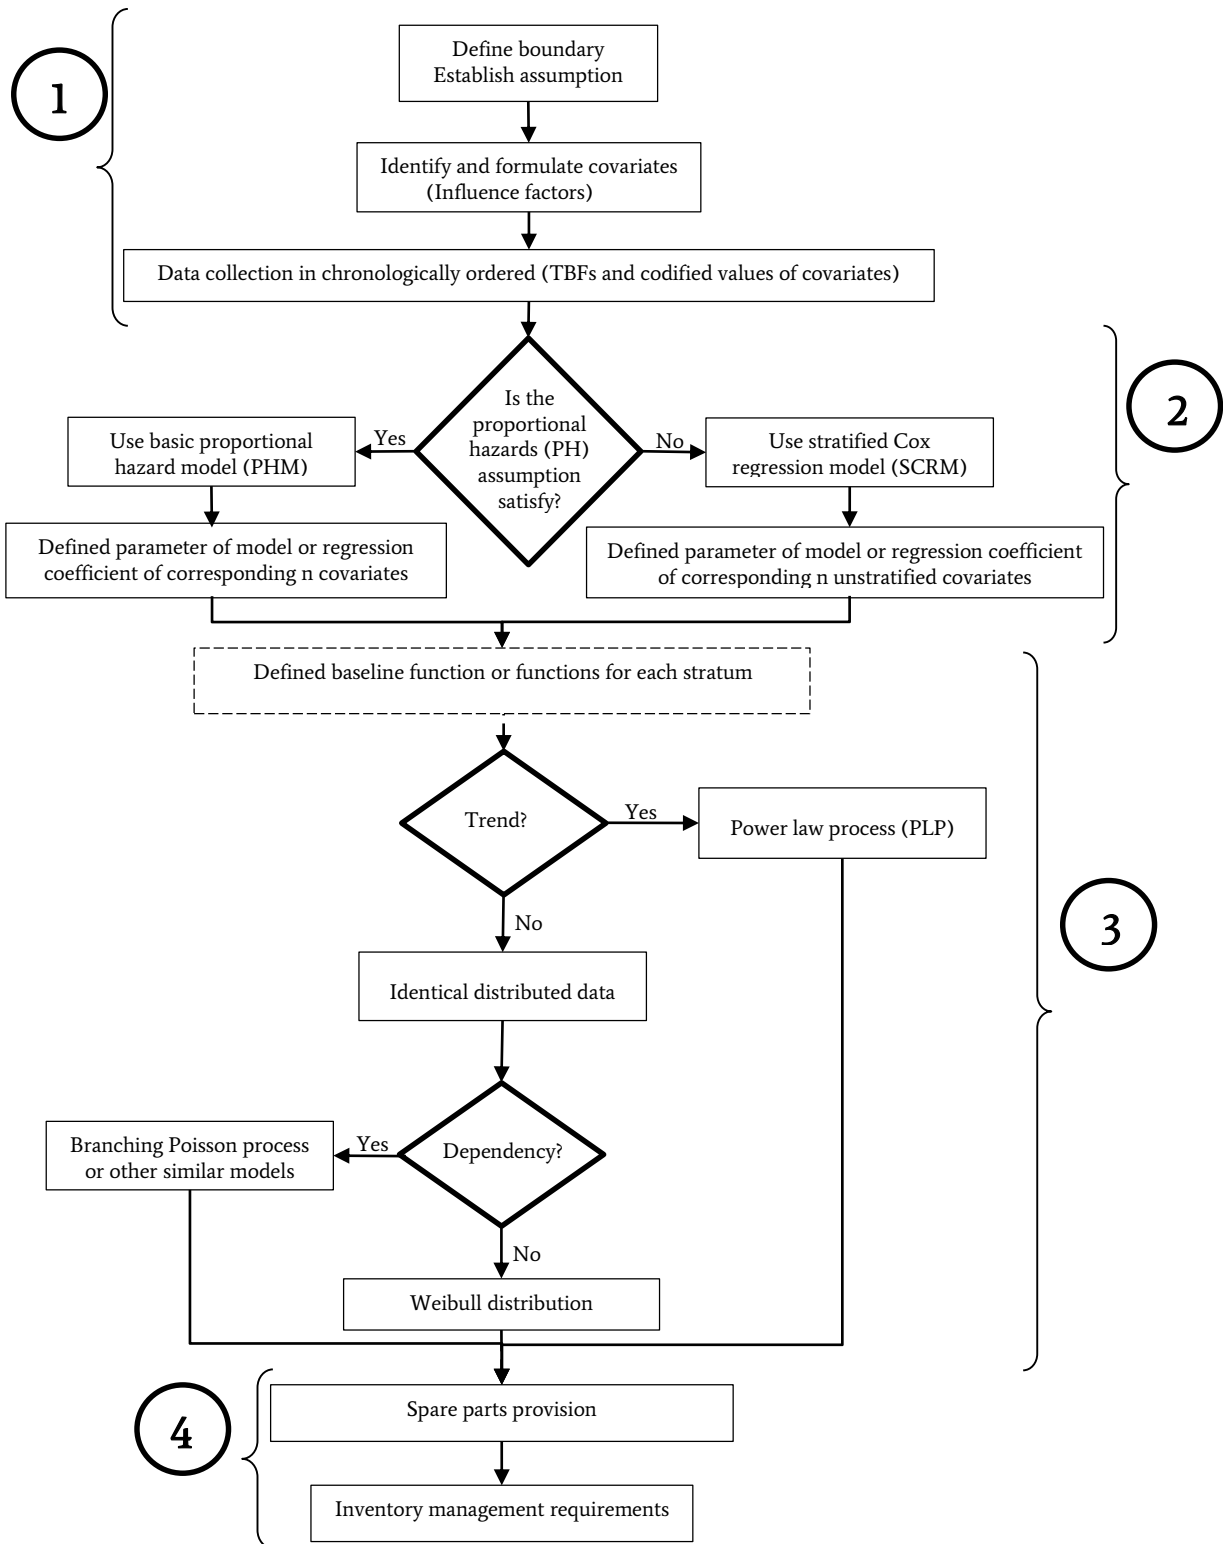 1
Define boundary
Establish assumption
Identify and formulate covariates
(Influence factors)
Data collection in chronologically ordered (TBFs and codified values of covariates)
2
Is the
proportional
hazards (PH)
assumption
satisfy?
Yes
No
Use basic proportional
hazard model (PHM)
Use stratified Cox
regression model (SCRM)
Defined parameter of model or regression
coefficient of corresponding n covariates
Defined parameter of model or regression coefficient
of corresponding n unstratified covariates
3
Defined baseline function or functions for each stratum
Trend?
Yes
Power law process (PLP)
No
Identical distributed data
Dependency?
Yes
Branching Poisson process
or other similar models
No
Weibull distribution
4
Spare parts provision
Inventory management requirements